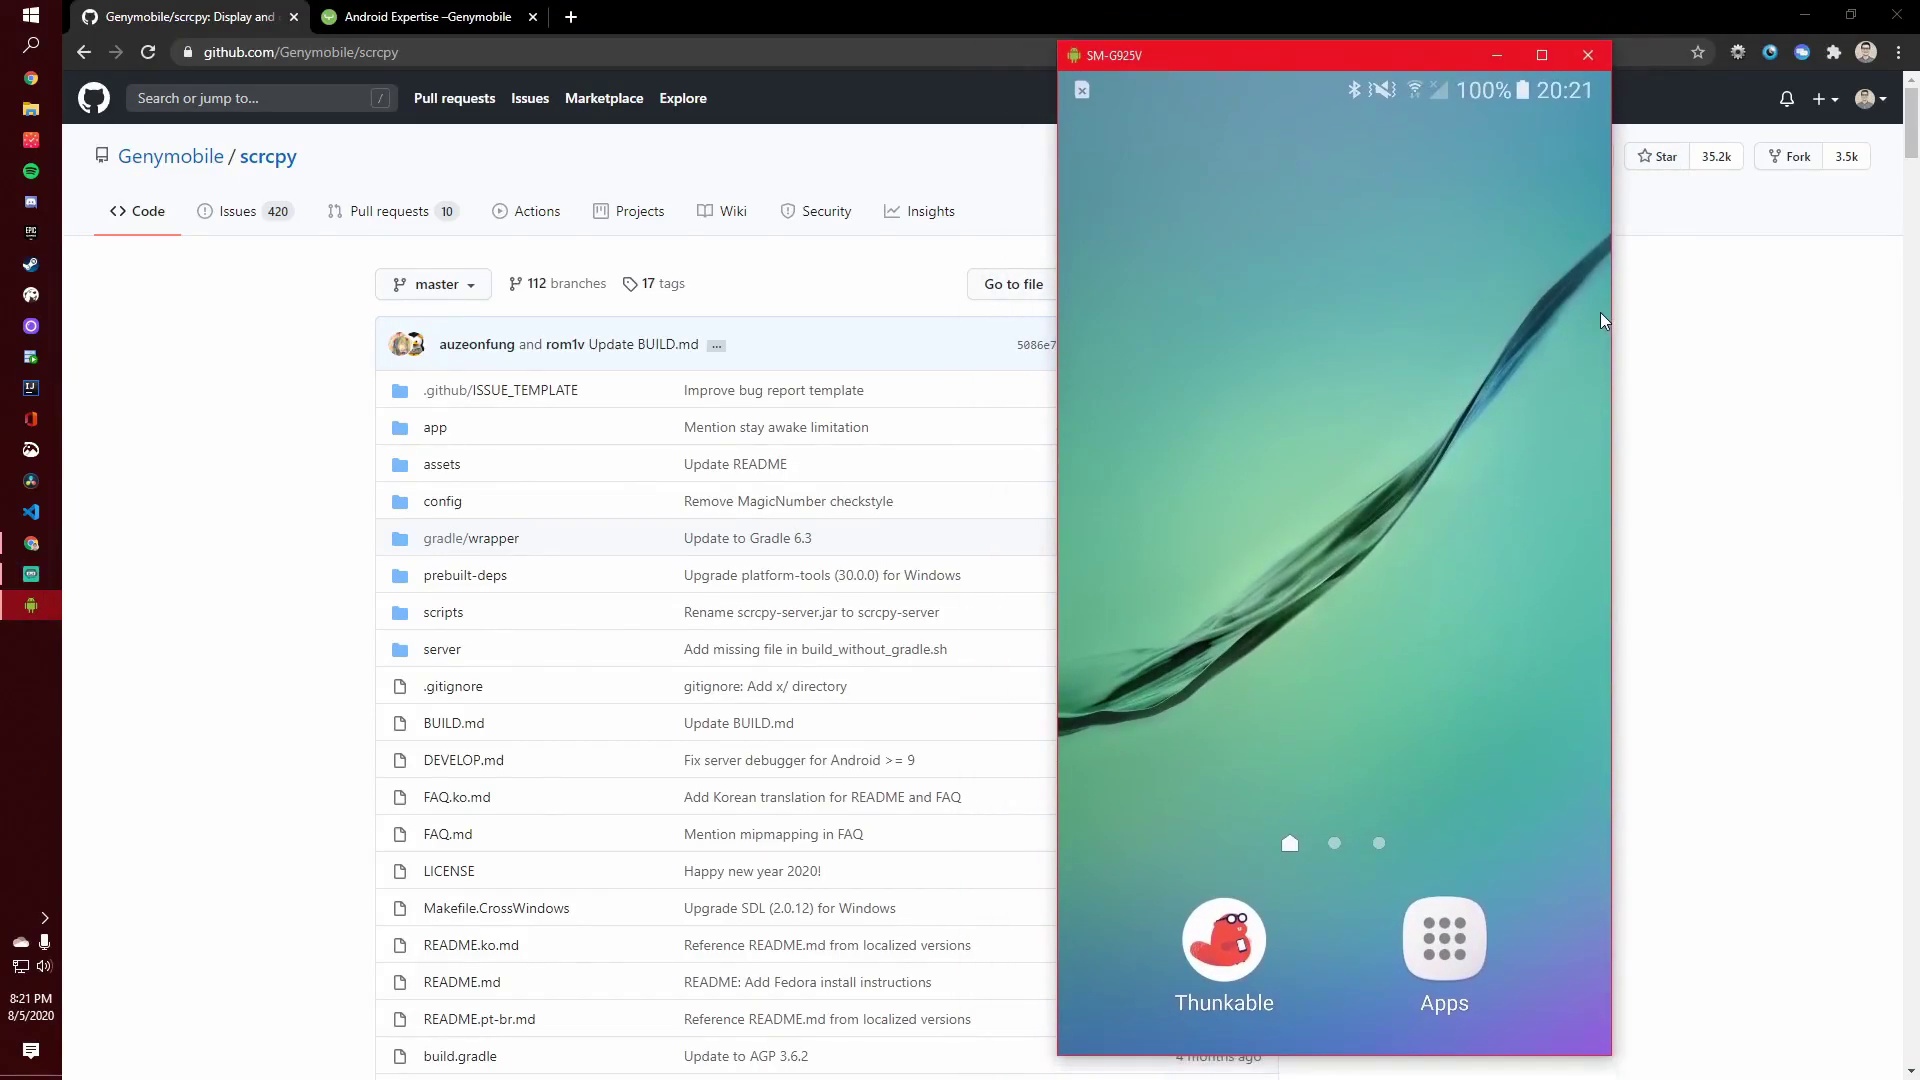 Genymobile/scrcpy: Display and
Android Expertise –Genymobile
github.com/Genymobile/scrcpy
SM-G925V
Search or jump to... /
Pull requests
Issues
Marketplace
Explore
100% 20:21
Genymobile / scrcpy
Star 35.2k
Fork 3.5k
Code
Issues 420
Pull requests 10
Actions
Projects
Wiki
Security
Insights
EPIC
IJ
master
112 branches
17 tags
Go to file
auzeonfung and rom1v Update BUILD.md ...
5086e7
.github/ISSUE_TEMPLATE Improve bug report template
app Mention stay awake limitation
assets Update README
config Remove MagicNumber checkstyle
gradle/wrapper Update to Gradle 6.3
prebuilt-deps Upgrade platform-tools (30.0.0) for Windows
scripts Rename scrcpy-server.jar to scrcpy-server
server Add missing file in build_without_gradle.sh
.gitignore gitignore: Add x/ directory
BUILD.md Update BUILD.md
DEVELOP.md Fix server debugger for Android >= 9
FAQ.ko.md Add Korean translation for README and FAQ
FAQ.md Mention mipmapping in FAQ
LICENSE Happy new year 2020!
Makefile.CrossWindows Upgrade SDL (2.0.12) for Windows
README.ko.md Reference README.md from localized versions
README.md README: Add Fedora install instructions
README.pt-br.md Reference README.md from localized versions
build.gradle Update to AGP 3.6.2
4 months ago
Thunkable
Apps
8:21 PM
8/5/2020